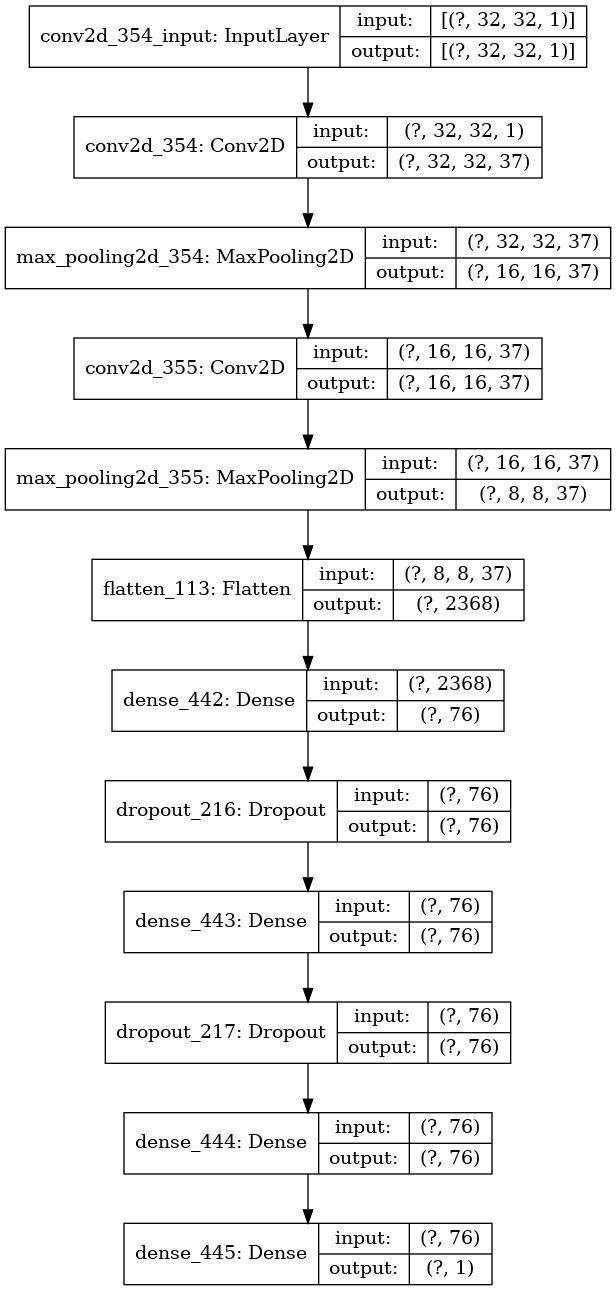 conv2d_354_input: InputLayer input: [(?, 32, 32, 1)]
output: [(?, 32, 32, 1)]
conv2d_354: Conv2D input: (?, 32, 32, 1)
output: (?, 32, 32, 37)
max_pooling2d_354: MaxPooling2D input: (?, 32, 32, 37)
output: (?, 16, 16, 37)
conv2d_355: Conv2D input: (?, 16, 16, 37)
output: (?, 16, 16, 37)
max_pooling2d_355: MaxPooling2D input: (?, 16, 16, 37)
output: (?, 8, 8, 37)
flatten_113: Flatten input: (?, 8, 8, 37)
output: (?, 2368)
dense_442: Dense input: (?, 2368)
output: (?, 76)
dropout_216: Dropout input: (?, 76)
output: (?, 76)
dense_443: Dense input: (?, 76)
output: (?, 76)
dropout_217: Dropout input: (?, 76)
output: (?, 76)
dense_444: Dense input: (?, 76)
output: (?, 76)
dense_445: Dense input: (?, 76)
output: (?, 1)